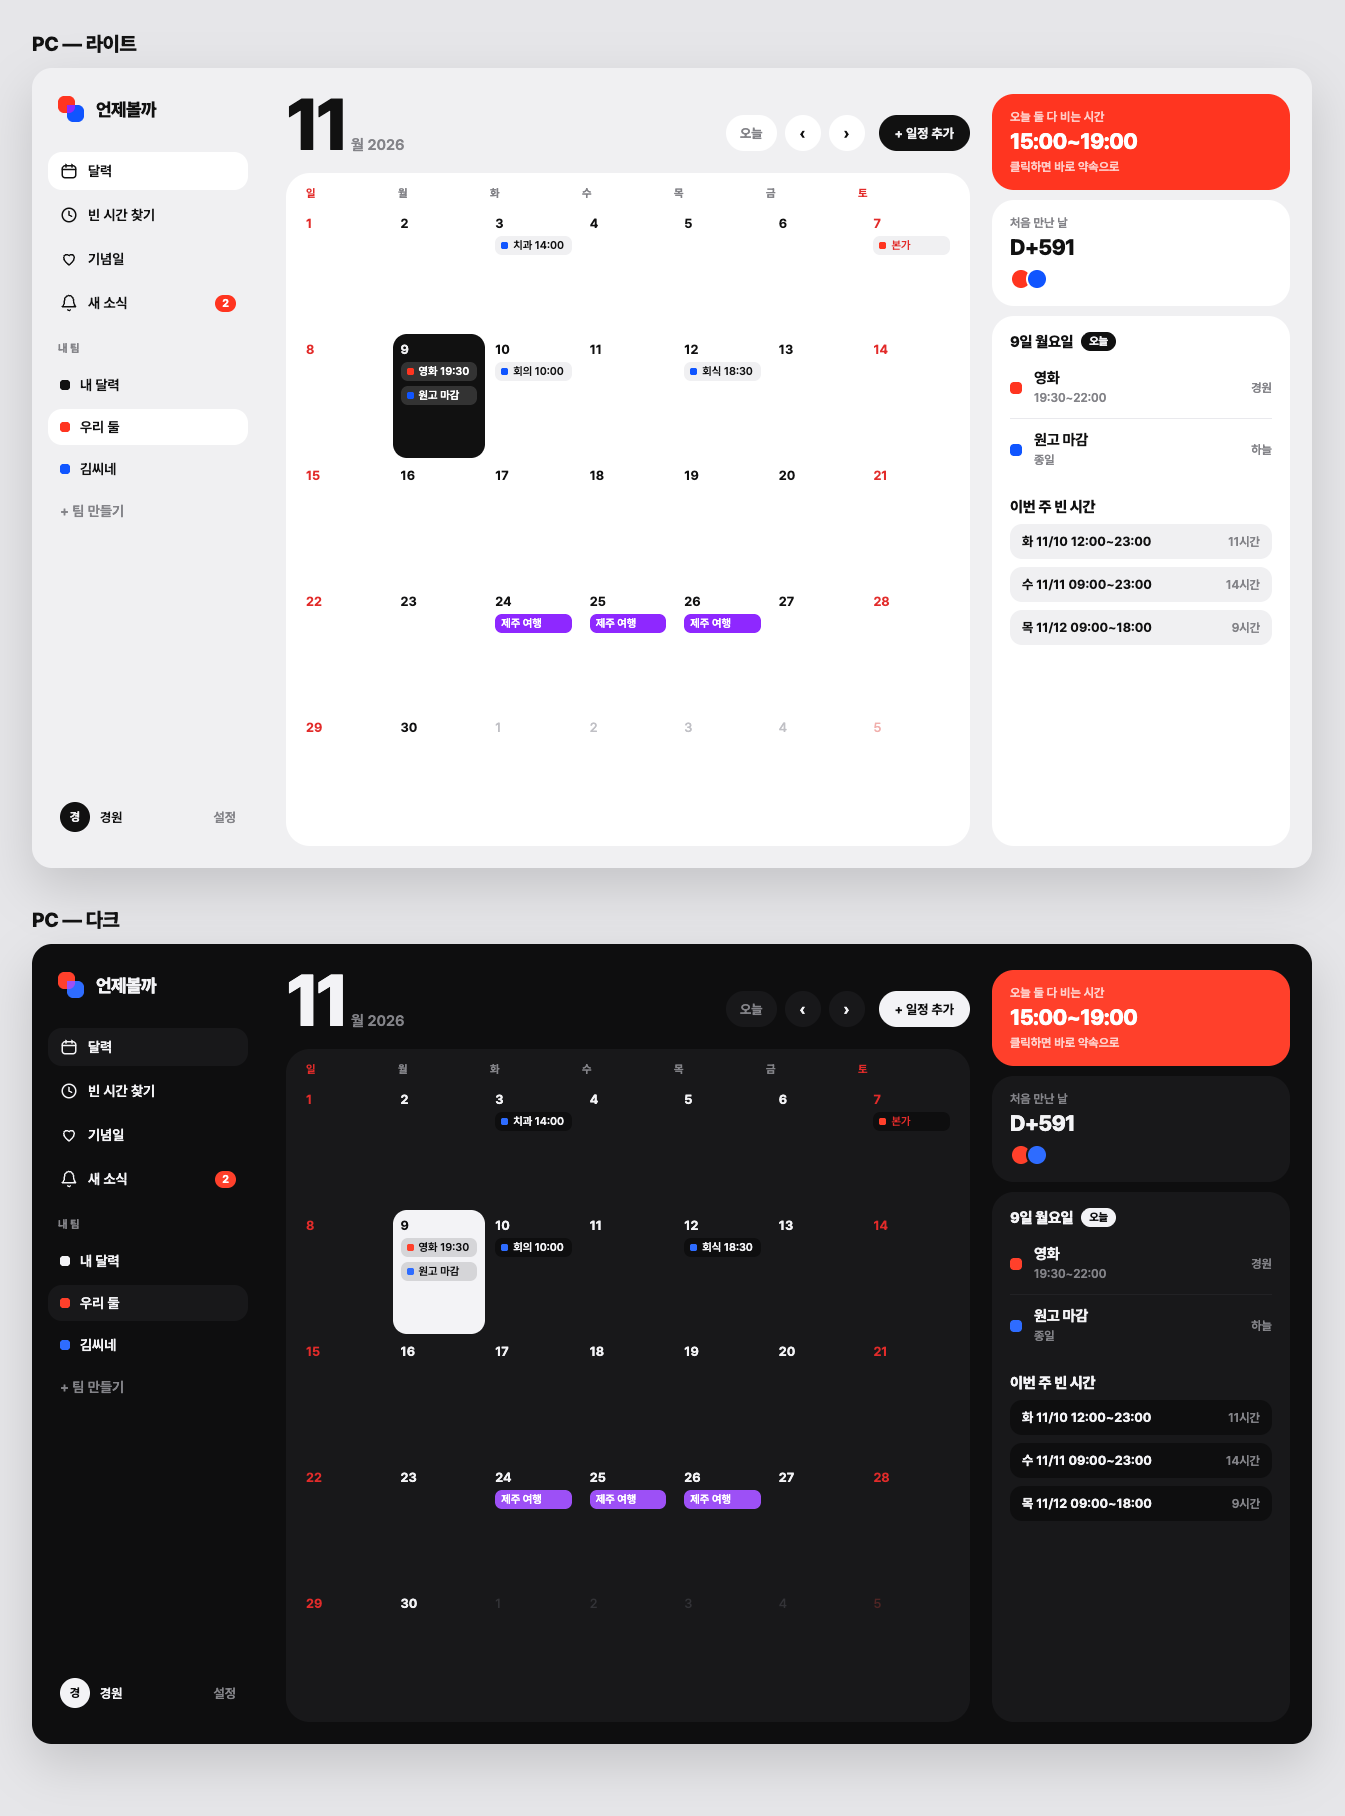 PC — 라이트
언제볼까
달력
빈 시간 찾기
기념일
새 소식 2
내 팀
내 달력
우리 둘
김씨네
+ 팀 만들기
경 경원 설정
11월 2026
오늘 ‹ › + 일정 추가
일 월 화 수 목 금 토
1 2 3 4 5 6 7
치과 14:00 본가
8 9 10 11 12 13 14
영화 19:30 회의 10:00 회식 18:30
원고 마감
15 16 17 18 19 20 21
22 23 24 25 26 27 28
제주 여행 제주 여행 제주 여행
29 30 1 2 3 4 5
오늘 둘 다 비는 시간
15:00~19:00
클릭하면 바로 약속으로
처음 만난 날
D+591
9일 월요일 오늘
영화
19:30~22:00 경원
원고 마감
종일 하늘
이번 주 빈 시간
화 11/10 12:00~23:00 11시간
수 11/11 09:00~23:00 14시간
목 11/12 09:00~18:00 9시간
PC — 다크
언제볼까
달력
빈 시간 찾기
기념일
새 소식 2
내 팀
내 달력
우리 둘
김씨네
+ 팀 만들기
경 경원 설정
11월 2026
오늘 ‹ › + 일정 추가
일 월 화 수 목 금 토
1 2 3 4 5 6 7
치과 14:00 본가
8 9 10 11 12 13 14
영화 19:30 회의 10:00 회식 18:30
원고 마감
15 16 17 18 19 20 21
22 23 24 25 26 27 28
제주 여행 제주 여행 제주 여행
29 30 1 2 3 4 5
오늘 둘 다 비는 시간
15:00~19:00
클릭하면 바로 약속으로
처음 만난 날
D+591
9일 월요일 오늘
영화
19:30~22:00 경원
원고 마감
종일 하늘
이번 주 빈 시간
화 11/10 12:00~23:00 11시간
수 11/11 09:00~23:00 14시간
목 11/12 09:00~18:00 9시간